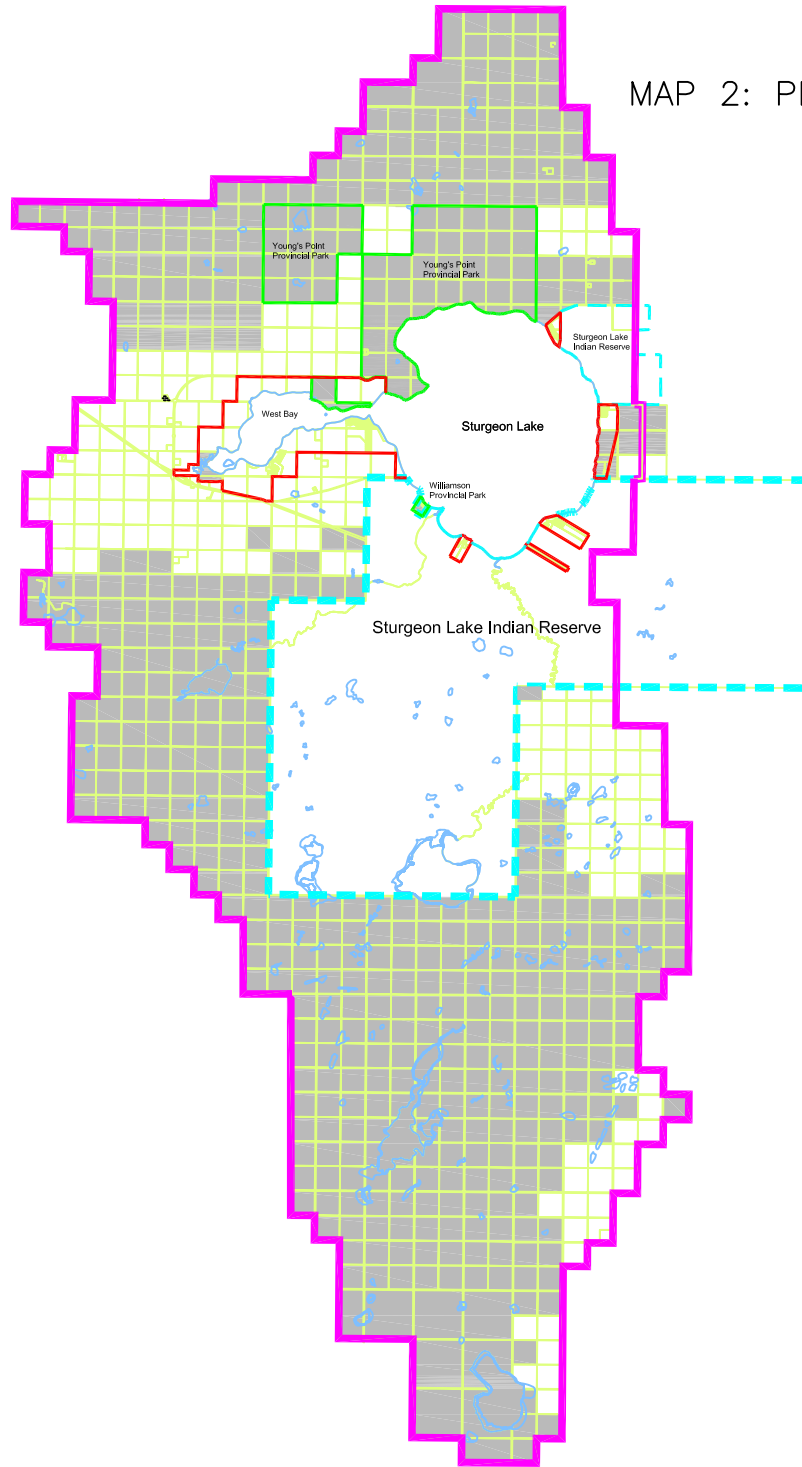 MAP 2: Pl
Young's Point
Provincial Park
Young's Point
Provincial Park
Sturgeon Lake
Indian Reserve
West Bay
Sturgeon Lake
Williamson
Provincial Park
Sturgeon Lake Indian Reserve